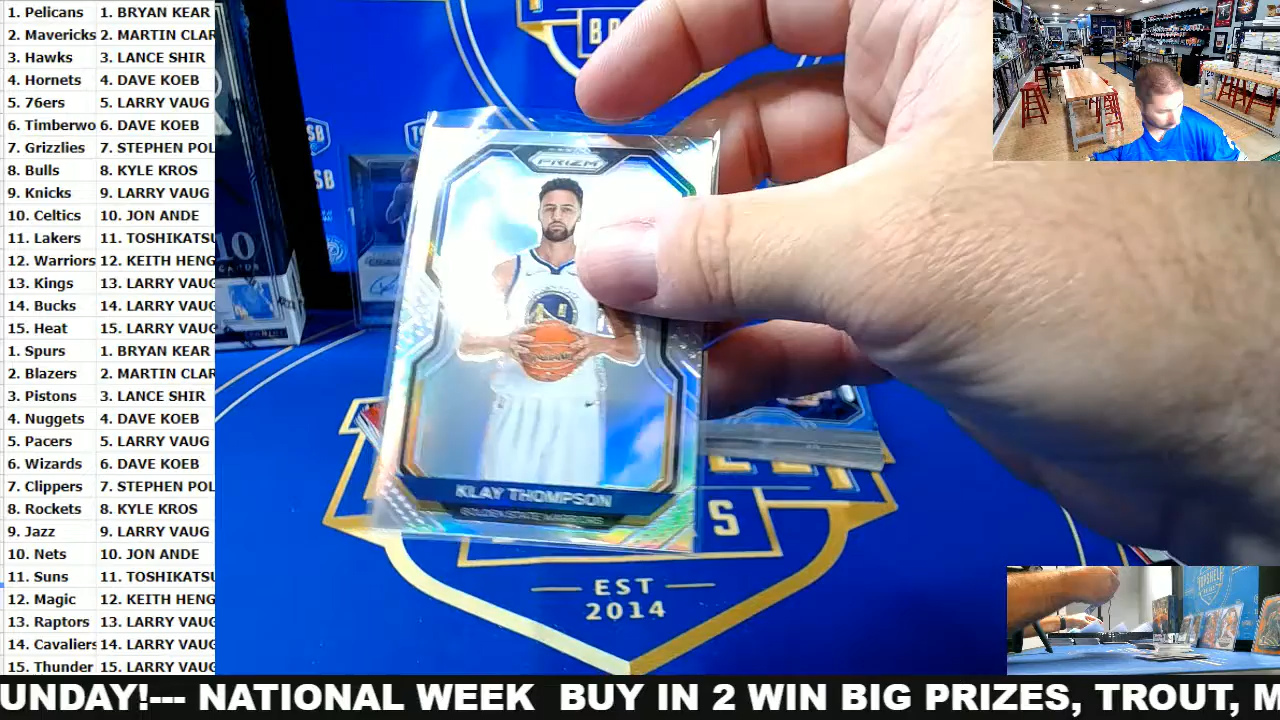 1. Pelicans 1. BRYAN KEAR
2. Mavericks 2. MARTIN CLAR
3. Hawks 3. LANCE SHIR
4. Hornets 4. DAVE KOEB
5. 76ers 5. LARRY VAUG
6. Timberwo 6. DAVE KOEB
7. Grizzlies 7. STEPHEN POL
8. Bulls 8. KYLE KROS
9. Knicks 9. LARRY VAUG
10. Celtics 10. JON ANDE
11. Lakers 11. TOSHIKATSU
12. Warriors 12. KEITH HENG
13. Kings 13. LARRY VAUG
14. Bucks 14. LARRY VAUG
15. Heat 15. LARRY VAUG
1. Spurs 1. BRYAN KEAR
2. Blazers 2. MARTIN CLAR
3. Pistons 3. LANCE SHIR
4. Nuggets 4. DAVE KOEB
5. Pacers 5. LARRY VAUG
6. Wizards 6. DAVE KOEB
7. Clippers 7. STEPHEN POL
8. Rockets 8. KYLE KROS
9. Jazz 9. LARRY VAUG
10. Nets 10. JON ANDE
11. Suns 11. TOSHIKATSU
12. Magic 12. KEITH HENG
13. Raptors 13. LARRY VAUG
14. Cavaliers 14. LARRY VAUG
15. Thunder 15. LARRY VAUG
PRIZM
KLAY THOMPSON
GOLDEN STATE WARRIORS
S
EST
2014
SB
SB
10
TOPSHELF
UNDAY!--- NATIONAL WEEK BUY IN 2 WIN BIG PRIZES, TROUT, M